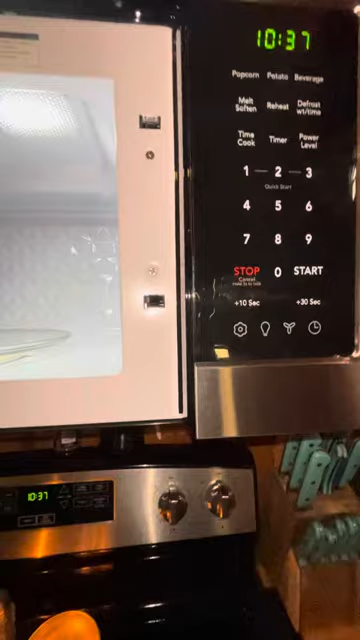 10:37
Popcorn Potato Beverage
Melt Soften Reheat Defrost wt/time
Time Cook Timer Power Level
1 2 3
Quick Start
4 5 6
7 8 9
STOP 0 START
+10 Sec +30 Sec
10:37